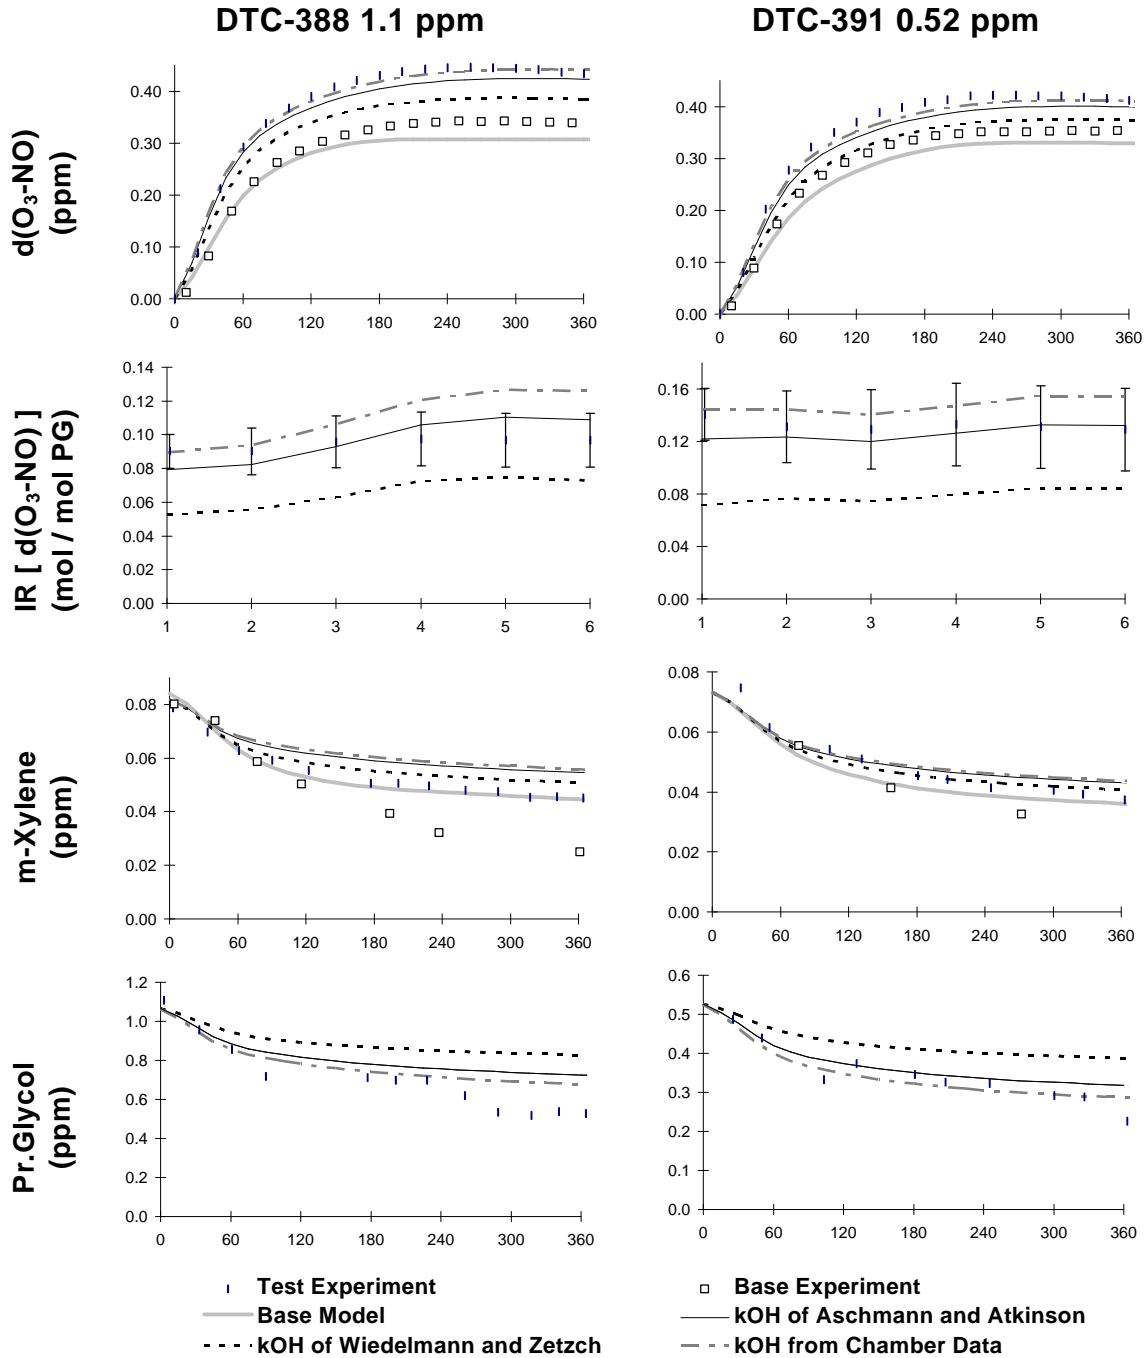 DTC-388 1.1 ppm
DTC-391 0.52 ppm
d(O₃-NO)
(ppm)
0.40
0.30
0.20
0.10
0.00
0 60 120 180 240 300 360
0.40
0.30
0.20
0.10
0.00
0 60 120 180 240 300 360
IR [ d(O₃-NO) ]
(mol / mol PG)
0.14
0.12
0.10
0.08
0.06
0.04
0.02
0.00
1 2 3 4 5 6
0.16
0.12
0.08
0.04
0.00
1 2 3 4 5 6
m-Xylene
(ppm)
0.08
0.06
0.04
0.02
0.00
0 60 120 180 240 300 360
0.08
0.06
0.04
0.02
0.00
0 60 120 180 240 300 360
Pr.Glycol
(ppm)
1.2
1.0
0.8
0.6
0.4
0.2
0.0
0 60 120 180 240 300 360
0.6
0.5
0.4
0.3
0.2
0.1
0.0
0 60 120 180 240 300 360
Test Experiment
Base Experiment
Base Model
kOH of Aschmann and Atkinson
kOH of Wiedelmann and Zetzch
kOH from Chamber Data